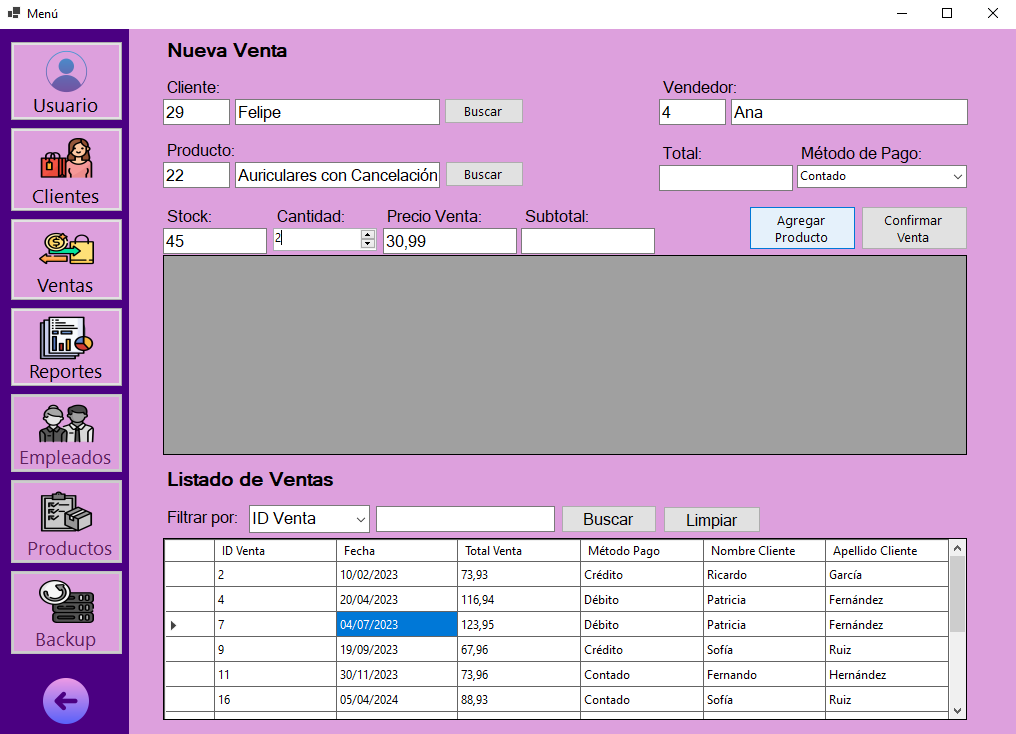 Menú
Usuario
Clientes
Ventas
Reportes
Empleados
Productos
Backup
Nueva Venta
Cliente:
29 Felipe Buscar
Vendedor:
4 Ana
Producto:
22 Auriculares con Cancelación Buscar
Total: Método de Pago:
Contado
Stock: Cantidad: Precio Venta: Subtotal:
45 2 30,99
Agregar
Producto
Confirmar
Venta
Listado de Ventas
Filtrar por: ID Venta Buscar Limpiar
ID Venta Fecha Total Venta Método Pago Nombre Cliente Apellido Cliente
2 10/02/2023 73,93 Crédito Ricardo García
4 20/04/2023 116,94 Débito Patricia Fernández
7 04/07/2023 123,95 Débito Patricia Fernández
9 19/09/2023 67,96 Crédito Sofía Ruiz
11 30/11/2023 73,96 Contado Fernando Hernández
16 05/04/2024 88,93 Contado Sofía Ruiz